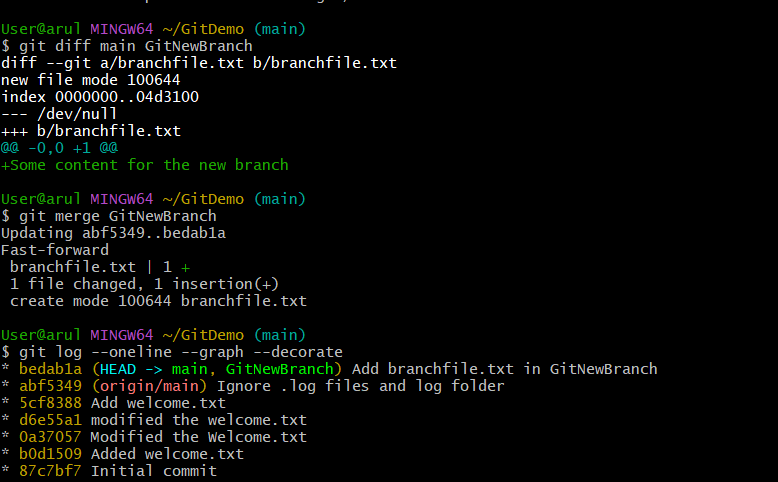 User@arul MINGW64 ~/GitDemo (main)
$ git diff main GitNewBranch
diff --git a/branchfile.txt b/branchfile.txt
new file mode 100644
index 0000000..04d3100
--- /dev/null
+++ b/branchfile.txt
@@ -0,0 +1 @@
+Some content for the new branch
User@arul MINGW64 ~/GitDemo (main)
$ git merge GitNewBranch
Updating abf5349..bedab1a
Fast-forward
 branchfile.txt | 1 +
 1 file changed, 1 insertion(+)
 create mode 100644 branchfile.txt
User@arul MINGW64 ~/GitDemo (main)
$ git log --oneline --graph --decorate
* bedab1a (HEAD -> main, GitNewBranch) Add branchfile.txt in GitNewBranch
* abf5349 (origin/main) Ignore .log files and log folder
* 5cf8388 Add welcome.txt
* d6e55a1 modified the welcome.txt
* 0a37057 Modified the Welcome.txt
* b0d1509 Added welcome.txt
* 87c7bf7 Initial commit